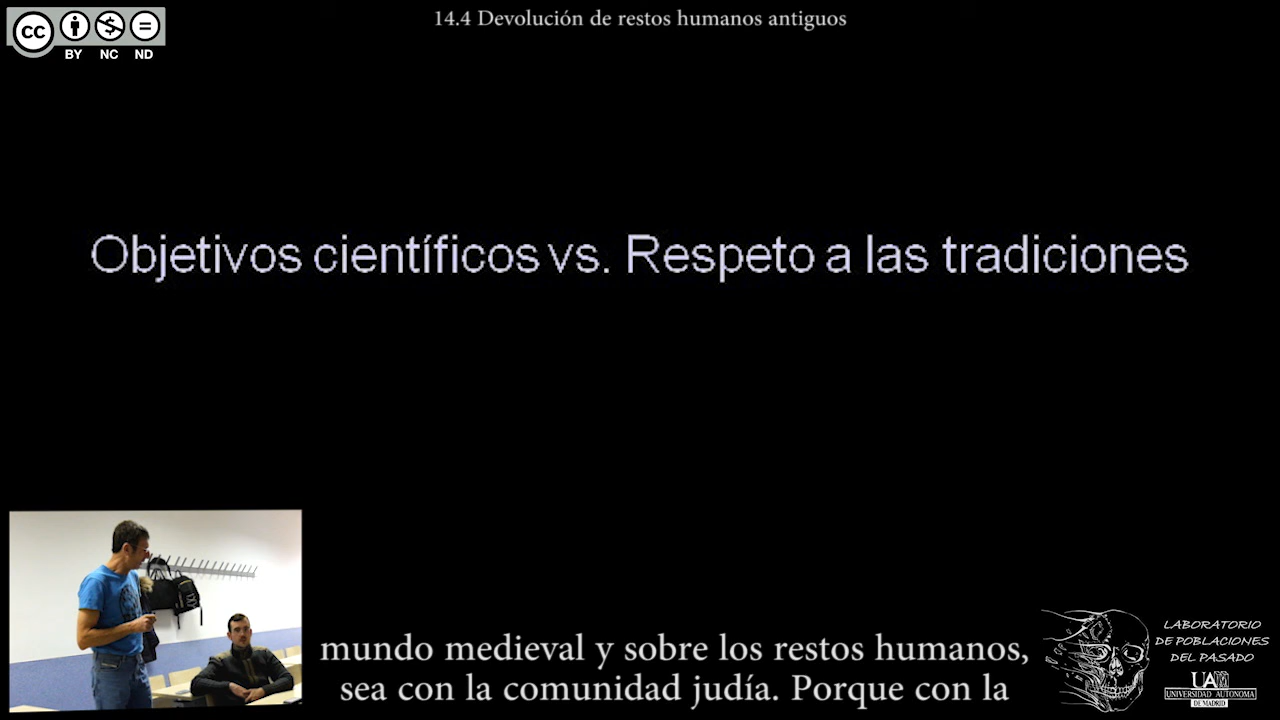 14.4 Devolución de restos humanos antiguos
CC
BY NC ND
Objetivos científicos vs. Respeto a las tradiciones
mundo medieval y sobre los restos humanos,
sea con la comunidad judía. Porque con la
LABORATORIO
DE POBLACIONES
DEL PASADO
UAM
UNIVERSIDAD AUTONOMA
DE MADRID